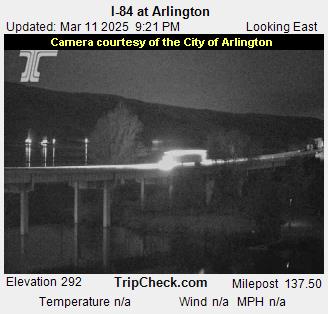 I-84 at Arlington
Updated: Mar 11 2025 9:21 PM Looking East
Camera courtesy of the City of Arlington
Elevation 292 TripCheck.com Milepost 137.50
Temperature n/a Wind n/a MPH n/a